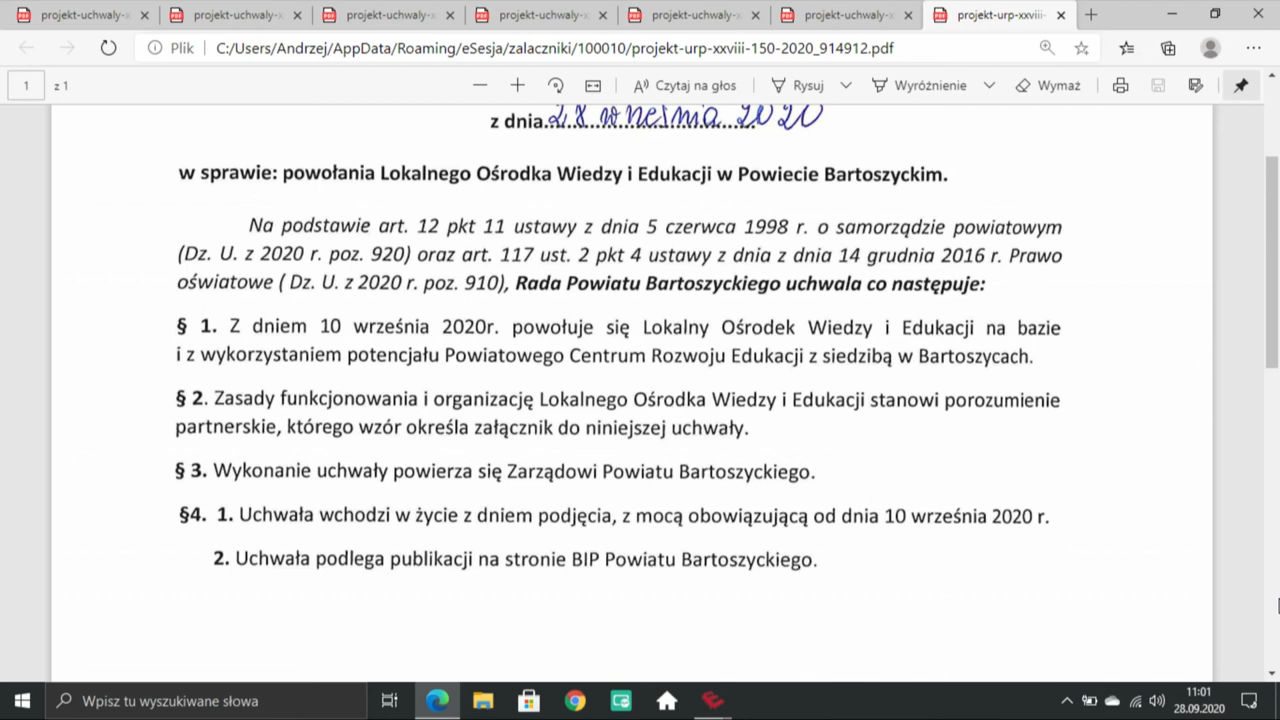 projekt-uchwaly-x
projekt-uchwaly-x
projekt-uchwaly-x
projekt-uchwaly-x
projekt-uchwaly-x
projekt-uchwaly-x
projekt-urp-xxviii-
Plik
C:/Users/Andrzej/AppData/Roaming/eSesja/zalaczniki/100010/projekt-urp-xxviii-150-2020_914912.pdf
1 z 1 Czytaj na głos Rysuj Wyróżnienie Wymaż
z dnia 28 września 2020
w sprawie: powołania Lokalnego Ośrodka Wiedzy i Edukacji w Powiecie Bartoszyckim.
Na podstawie art. 12 pkt 11 ustawy z dnia 5 czerwca 1998 r. o samorządzie powiatowym
(Dz. U. z 2020 r. poz. 920) oraz art. 117 ust. 2 pkt 4 ustawy z dnia z dnia 14 grudnia 2016 r. Prawo
oświatowe ( Dz. U. z 2020 r. poz. 910), Rada Powiatu Bartoszyckiego uchwala co następuje:
§ 1. Z dniem 10 września 2020r. powołuje się Lokalny Ośrodek Wiedzy i Edukacji na bazie
i z wykorzystaniem potencjału Powiatowego Centrum Rozwoju Edukacji z siedzibą w Bartoszycach.
§ 2. Zasady funkcjonowania i organizację Lokalnego Ośrodka Wiedzy i Edukacji stanowi porozumienie
partnerskie, którego wzór określa załącznik do niniejszej uchwały.
§ 3. Wykonanie uchwały powierza się Zarządowi Powiatu Bartoszyckiego.
§4. 1. Uchwała wchodzi w życie z dniem podjęcia, z mocą obowiązującą od dnia 10 września 2020 r.
2. Uchwała podlega publikacji na stronie BIP Powiatu Bartoszyckiego.
Wpisz tu wyszukiwane słowa
11:01
28.09.2020